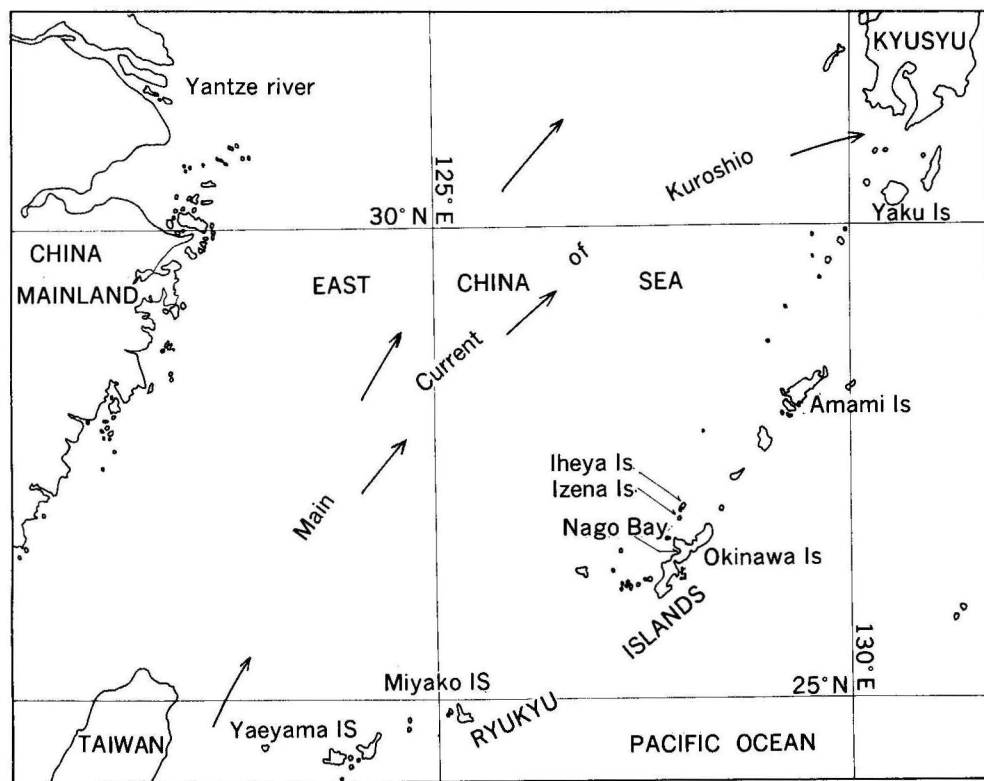 KYUSYU
Yantze river
Kuroshio
125°E
30°N
Yaku Is
CHINA
MAINLAND
EAST
CHINA
of
SEA
Current
Amami Is
Iheya Is
Izena Is
Main
Nago Bay
Okinawa Is
ISLANDS
130°E
Miyako IS
25°N
RYUKYU
TAIWAN
Yaeyama IS
PACIFIC OCEAN